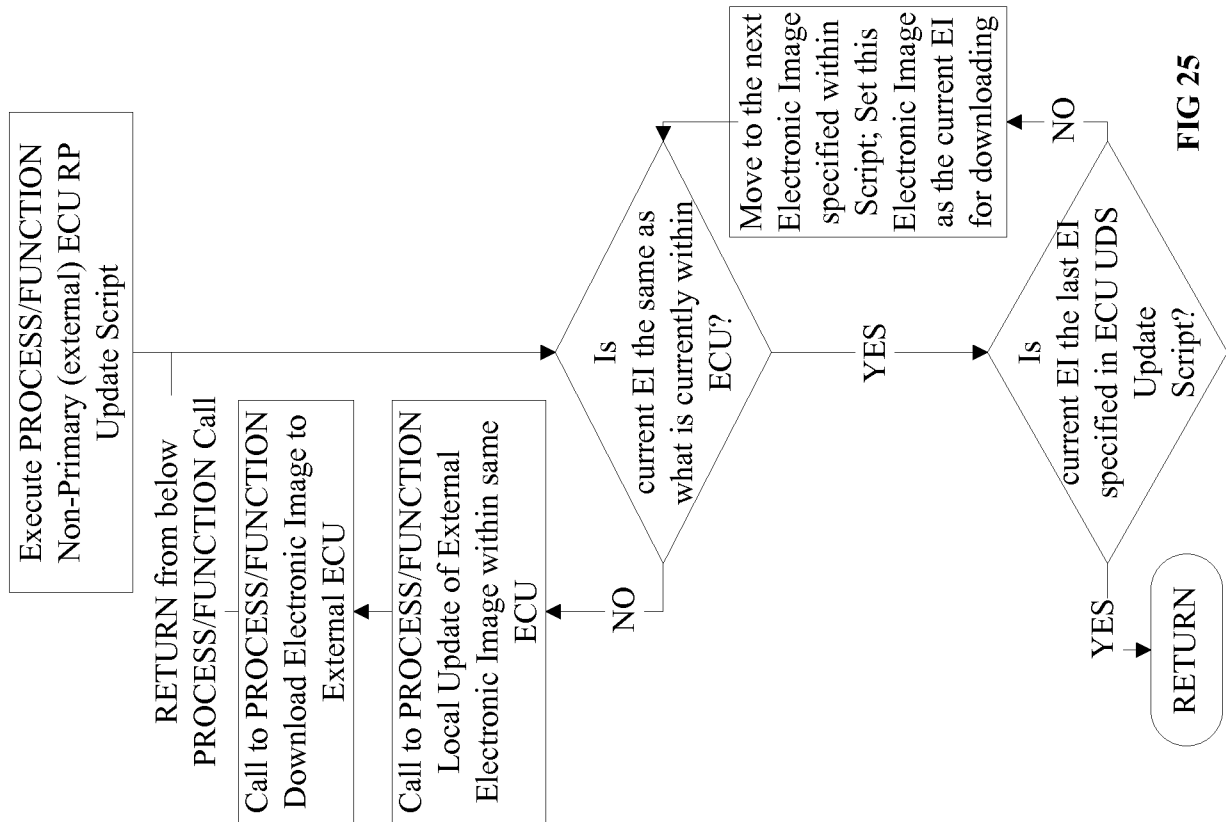 Execute PROCESS/FUNCTION
Non-Primary (external) ECU RP
Update Script
RETURN from below
PROCESS/FUNCTION Call
Call to PROCESS/FUNCTION
Download Electronic Image to
External ECU
Call to PROCESS/FUNCTION
Local Update of External
Electronic Image within same
ECU
NO
Is
current EI the same as
what is currently within
ECU?
Move to the next
Electronic Image
specified within
Script; Set this
Electronic Image
as the current EI
for downloading
YES
NO
Is
current EI the last EI
specified in ECU UDS
Update
Script?
YES
RETURN
FIG 25